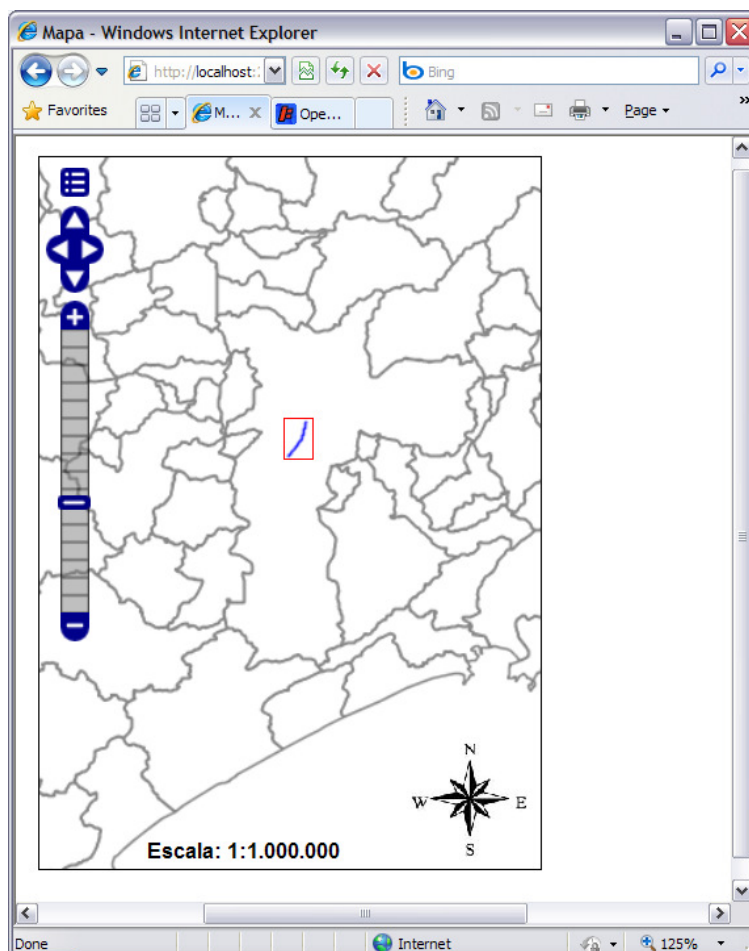 Mapa - Windows Internet Explorer
http://localhost:
Bing
Favorites
M...
Ope...
Page
N
W E
S
Escala: 1:1.000.000
Done
Internet
125%